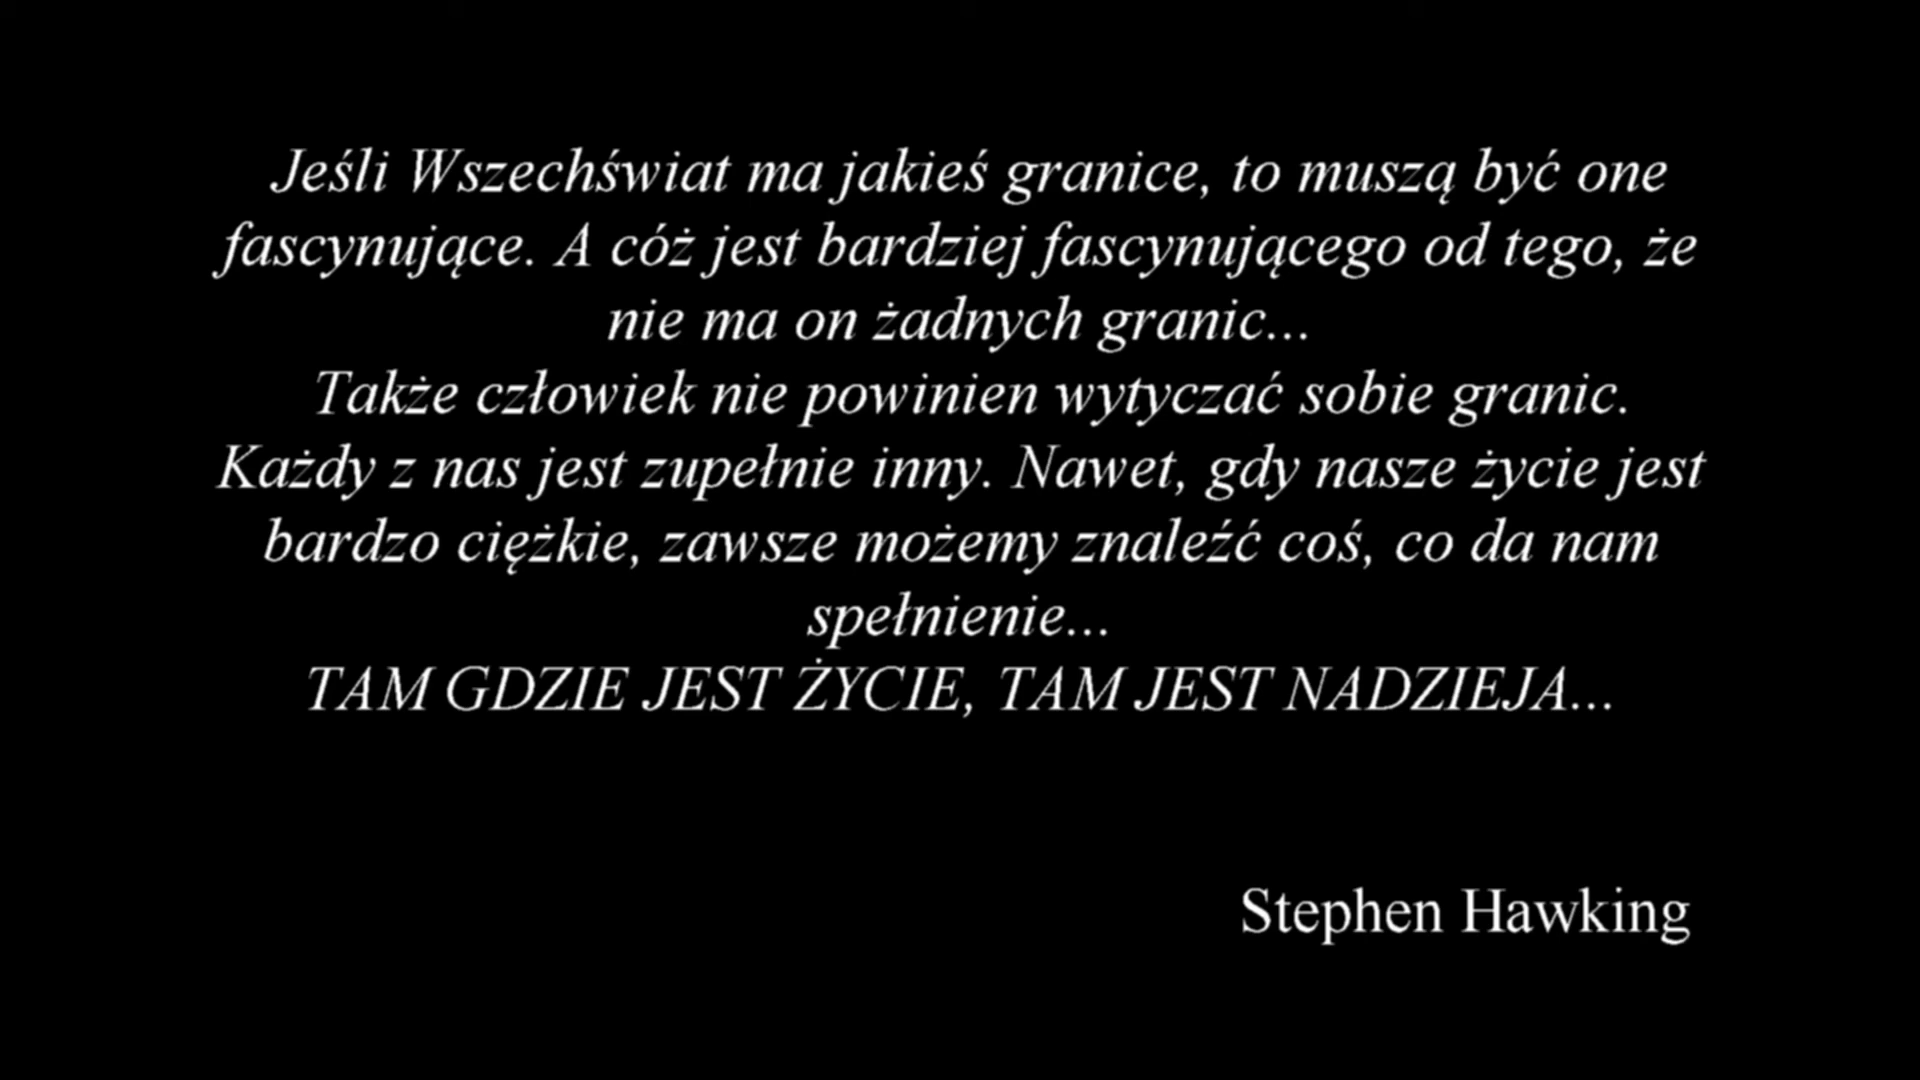 Jeśli Wszechświat ma jakieś granice, to muszą być one
fascynujące. A cóż jest bardziej fascynującego od tego, że
nie ma on żadnych granic...
Także człowiek nie powinien wytyczać sobie granic.
Każdy z nas jest zupełnie inny. Nawet, gdy nasze życie jest
bardzo ciężkie, zawsze możemy znaleźć coś, co da nam
spełnienie...
TAM GDZIE JEST ŻYCIE, TAM JEST NADZIEJA...
Stephen Hawking